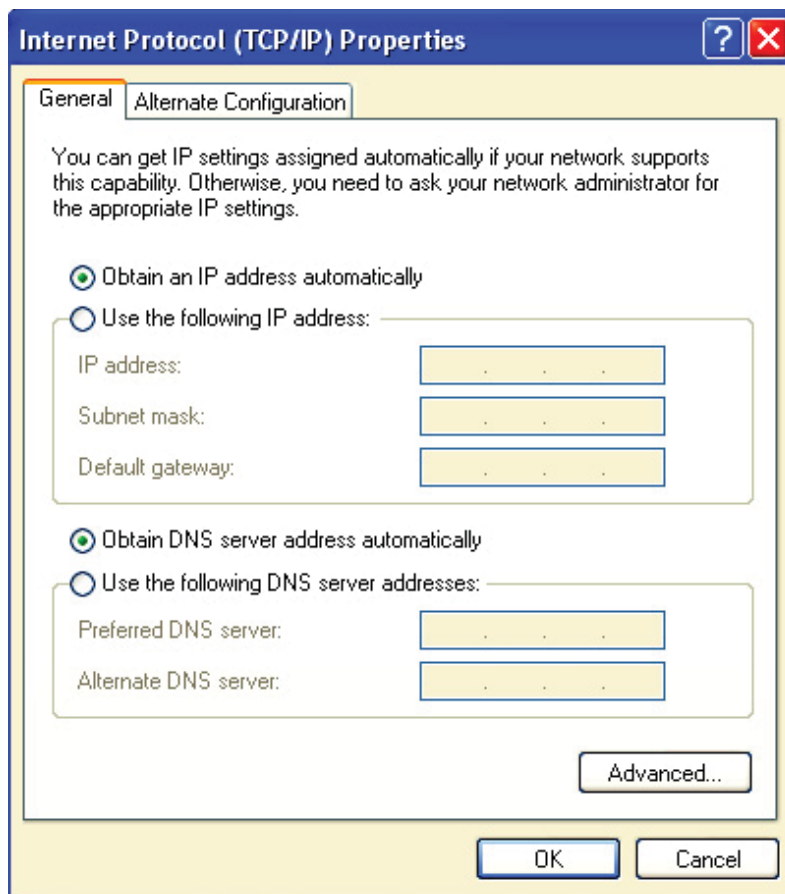 Internet Protocol (TCP/IP) Properties
General
Alternate Configuration
You can get IP settings assigned automatically if your network supports
this capability. Otherwise, you need to ask your network administrator for
the appropriate IP settings.
Obtain an IP address automatically
Use the following IP address:
IP address:
Subnet mask:
Default gateway:
Obtain DNS server address automatically
Use the following DNS server addresses:
Preferred DNS server:
Alternate DNS server:
Advanced...
OK
Cancel